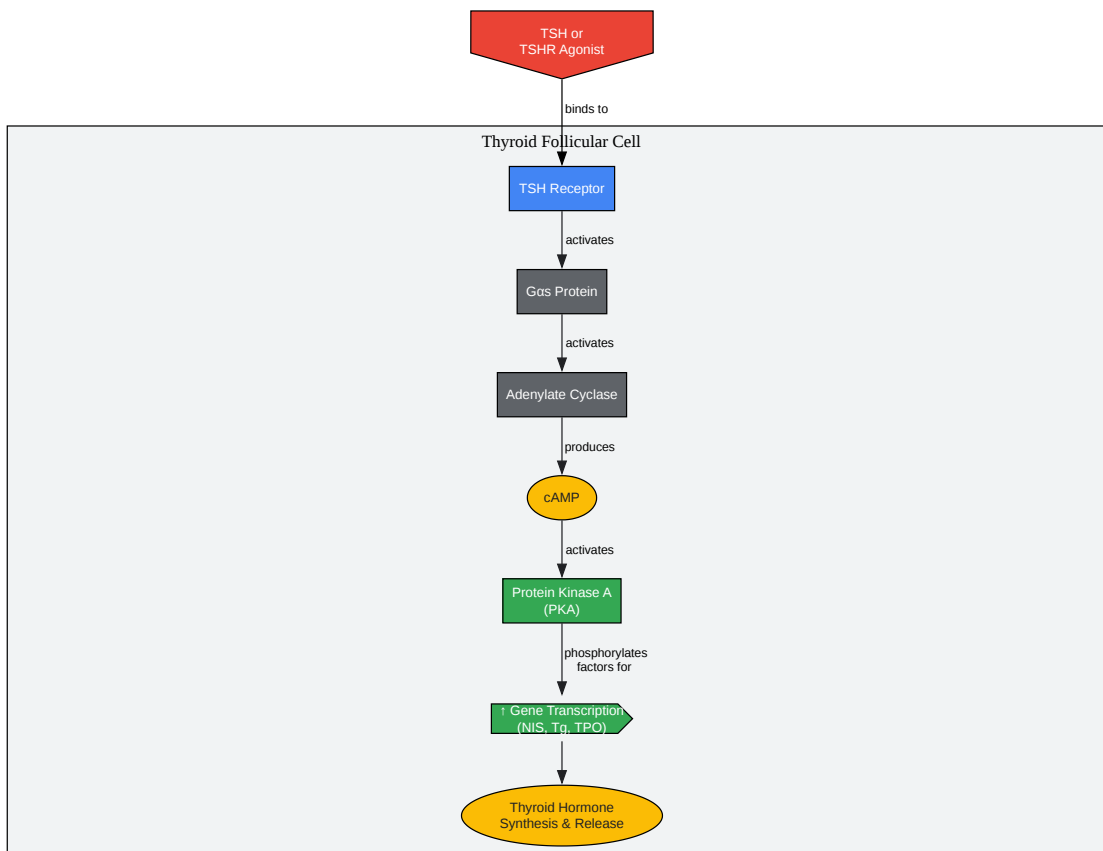 TSH or
TSHR Agonist
binds to
Thyroid Follicular Cell
TSH Receptor
activates
Gαs Protein
activates
Adenylate Cyclase
produces
cAMP
activates
Protein Kinase A
(PKA)
phosphorylates
factors for
↑ Gene Transcription
(NIS, Tg, TPO)
Thyroid Hormone
Synthesis & Release